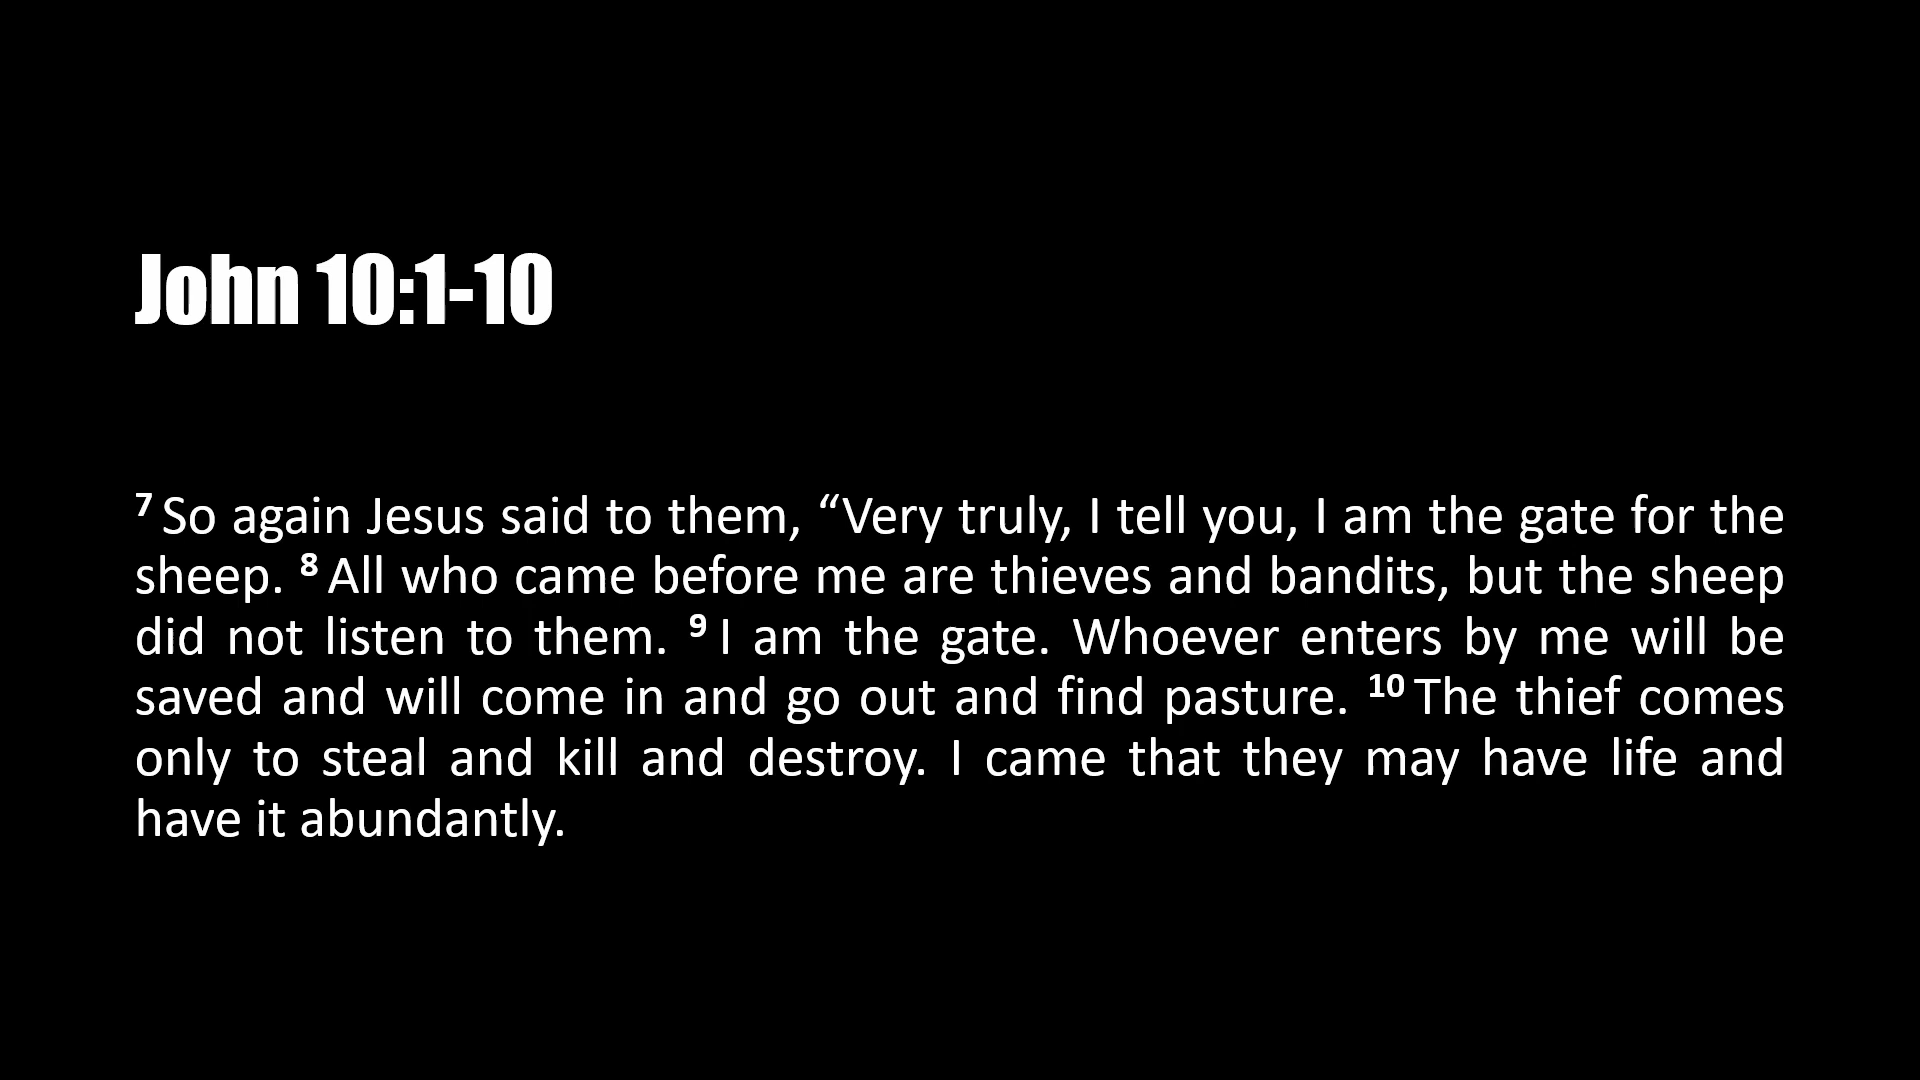 John 10:1-10
7 So again Jesus said to them, “Very truly, I tell you, I am the gate for the
sheep. 8 All who came before me are thieves and bandits, but the sheep
did not listen to them. 9 I am the gate. Whoever enters by me will be
saved and will come in and go out and find pasture. 10 The thief comes
only to steal and kill and destroy. I came that they may have life and
have it abundantly.